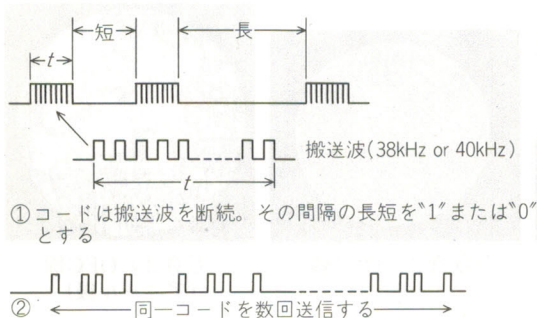 短
長
t
搬送波(38kHz or 40kHz)
t
①コードは搬送波を断続。その間隔の長短を〝1〟または〝0〟
とする
②
同一コードを数回送信する